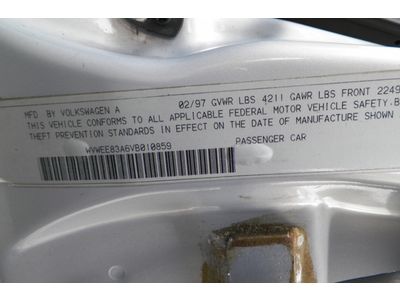 MFD BY VOLKSWAGEN A 02/97 GVWR LBS 4211 GAWR LBS FRONT 2249
THIS VEHICLE CONFORMS TO ALL APPLICABLE FEDERAL MOTOR VEHICLE SAFETY, B
THEFT PREVENTION STANDARDS IN EFFECT ON THE DATE OF MANUFACTURE SHOWN
WVWEE83A6VB010859 PASSENGER CAR